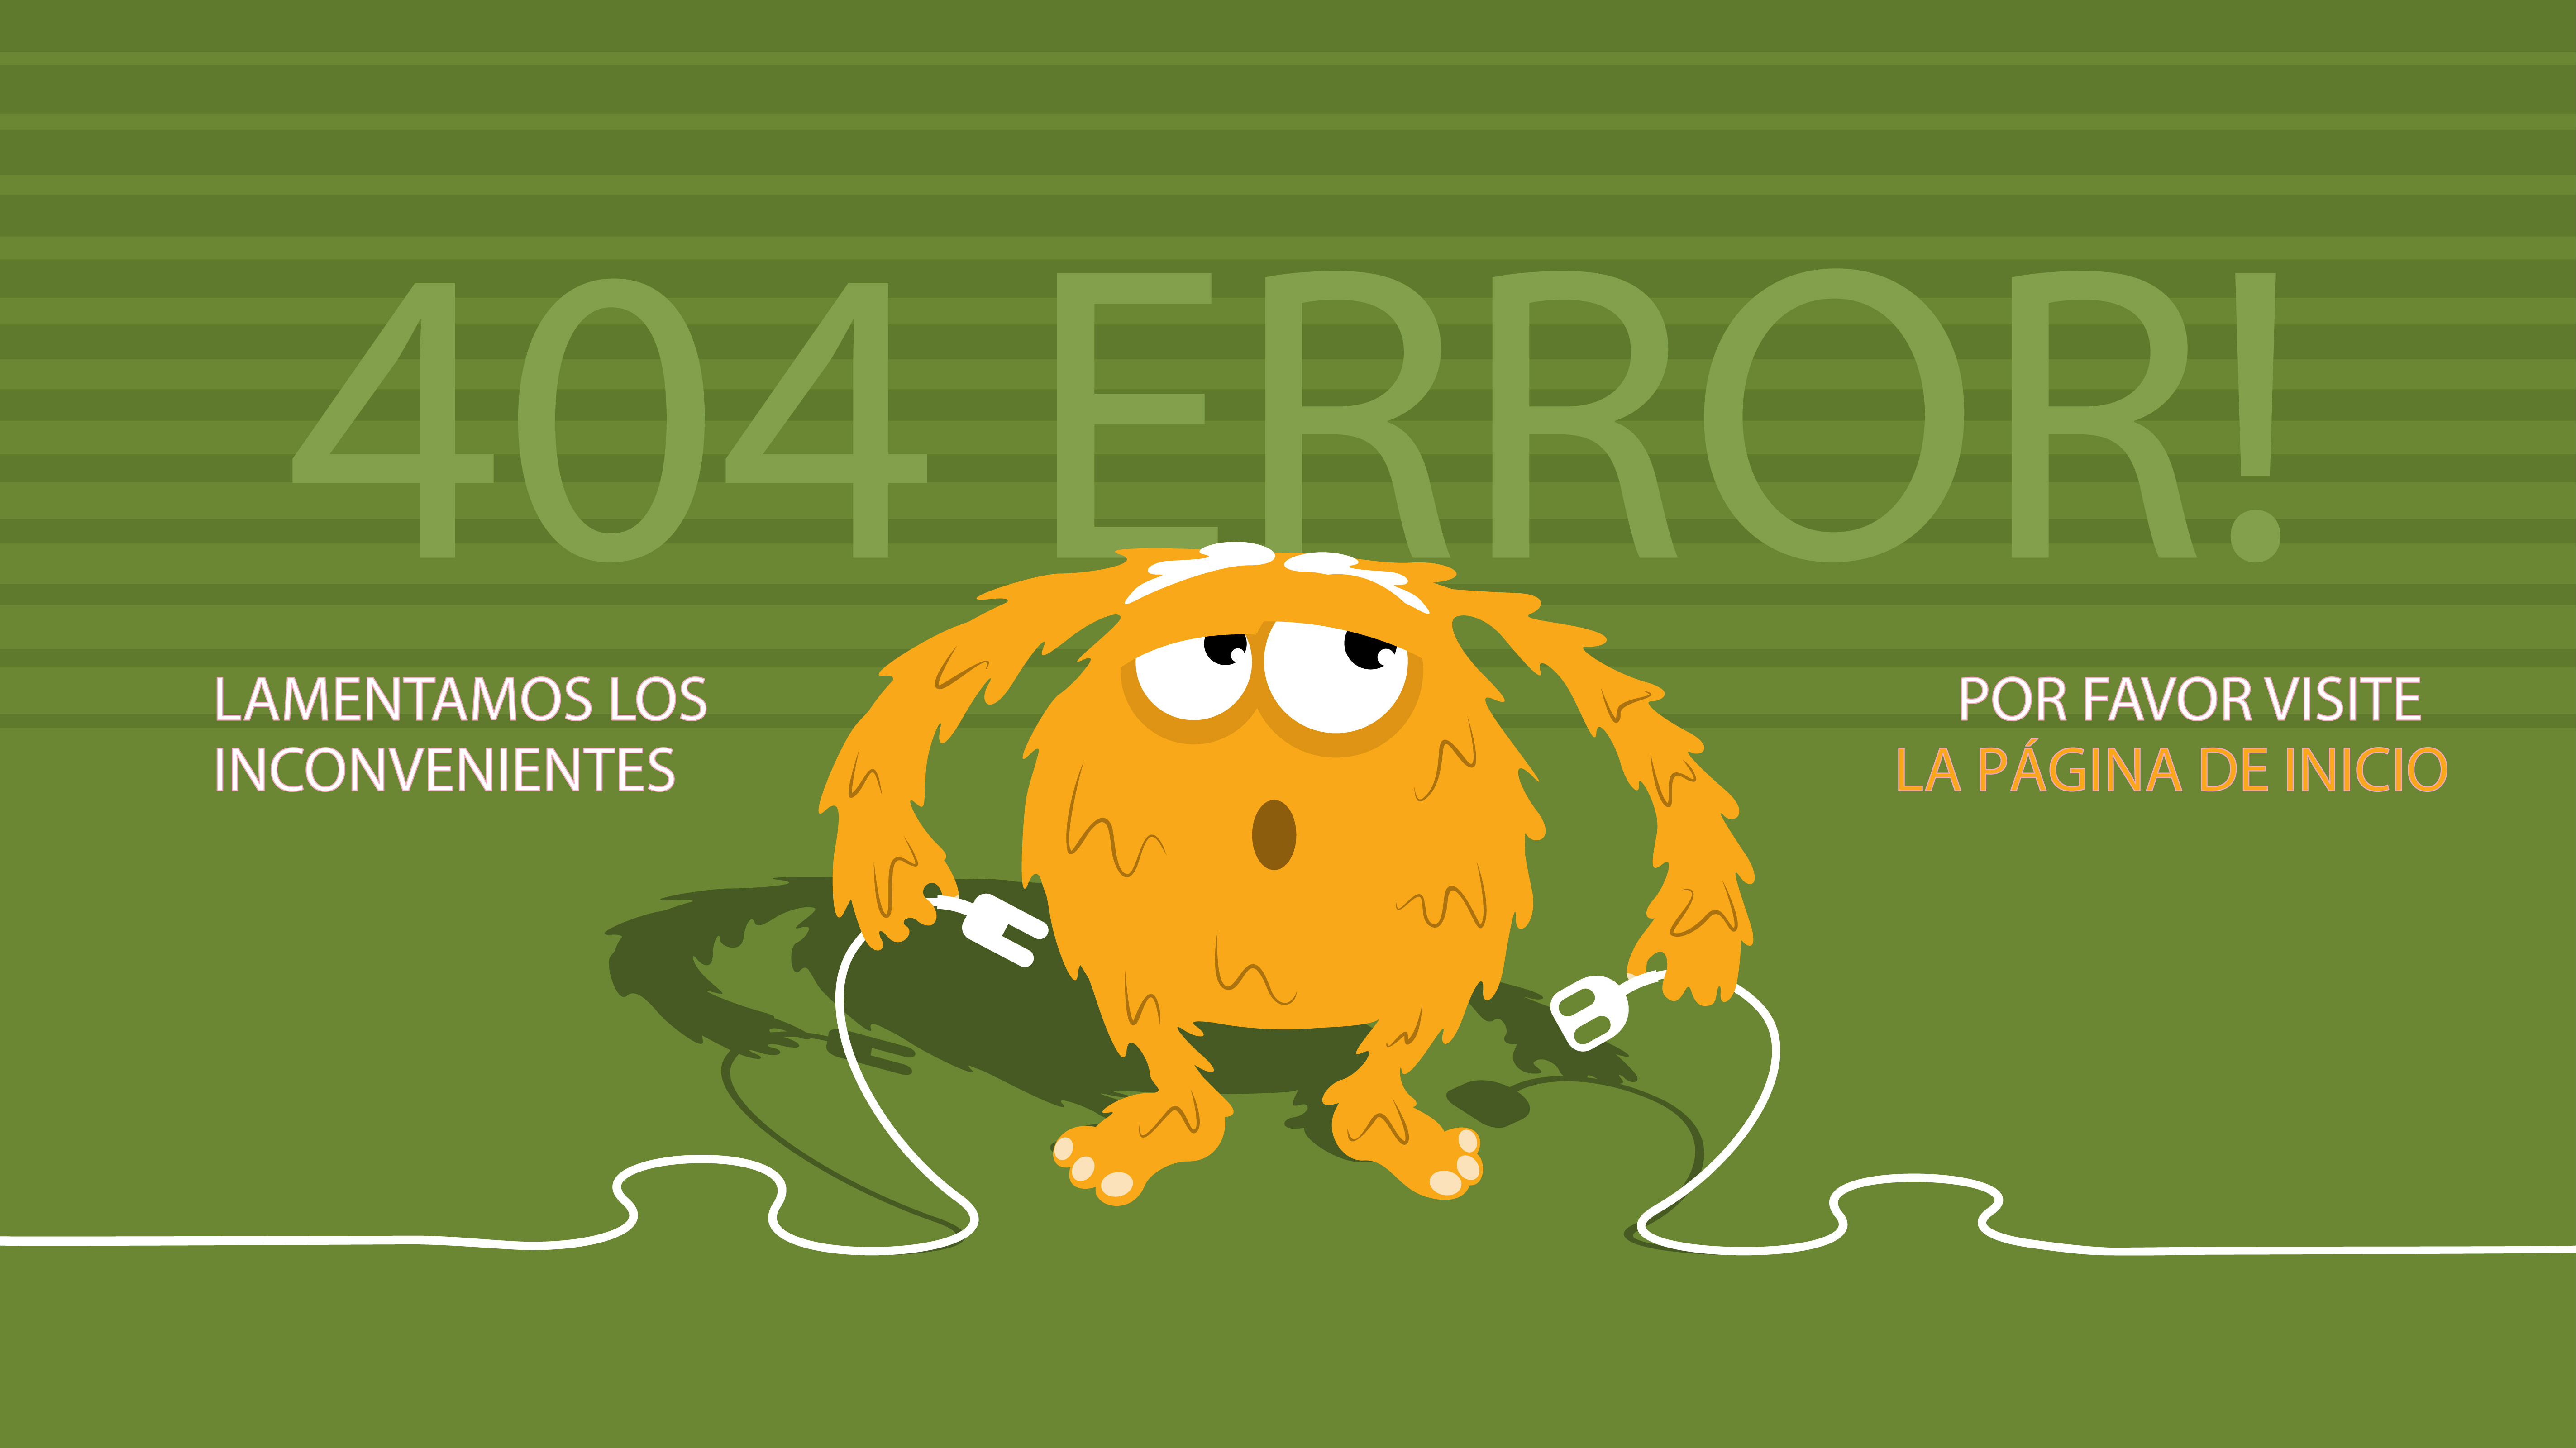 404 ERROR!
LAMENTAMOS LOS
INCONVENIENTES
POR FAVOR VISITE
LA PÁGINA DE INICIO